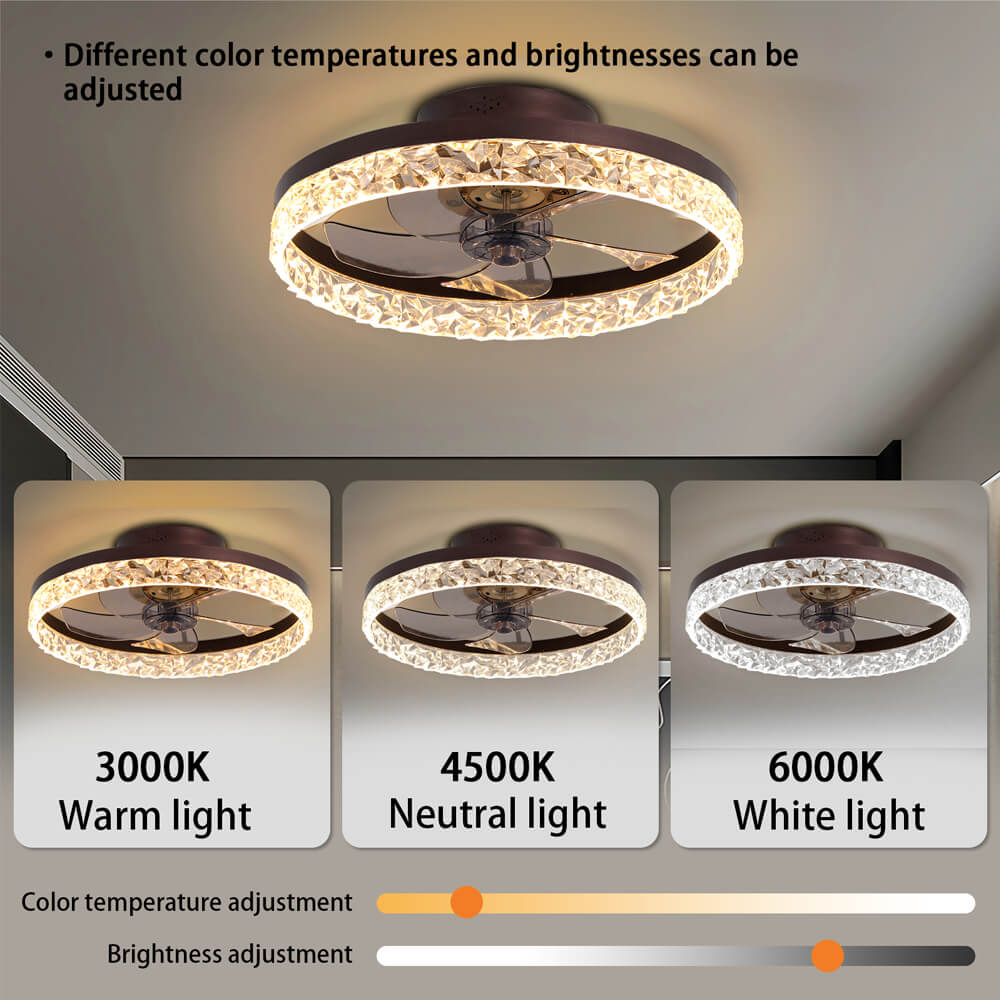 • Different color temperatures and brightnesses can be
adjusted
3000K
Warm light
4500K
Neutral light
6000K
White light
Color temperature adjustment
Brightness adjustment